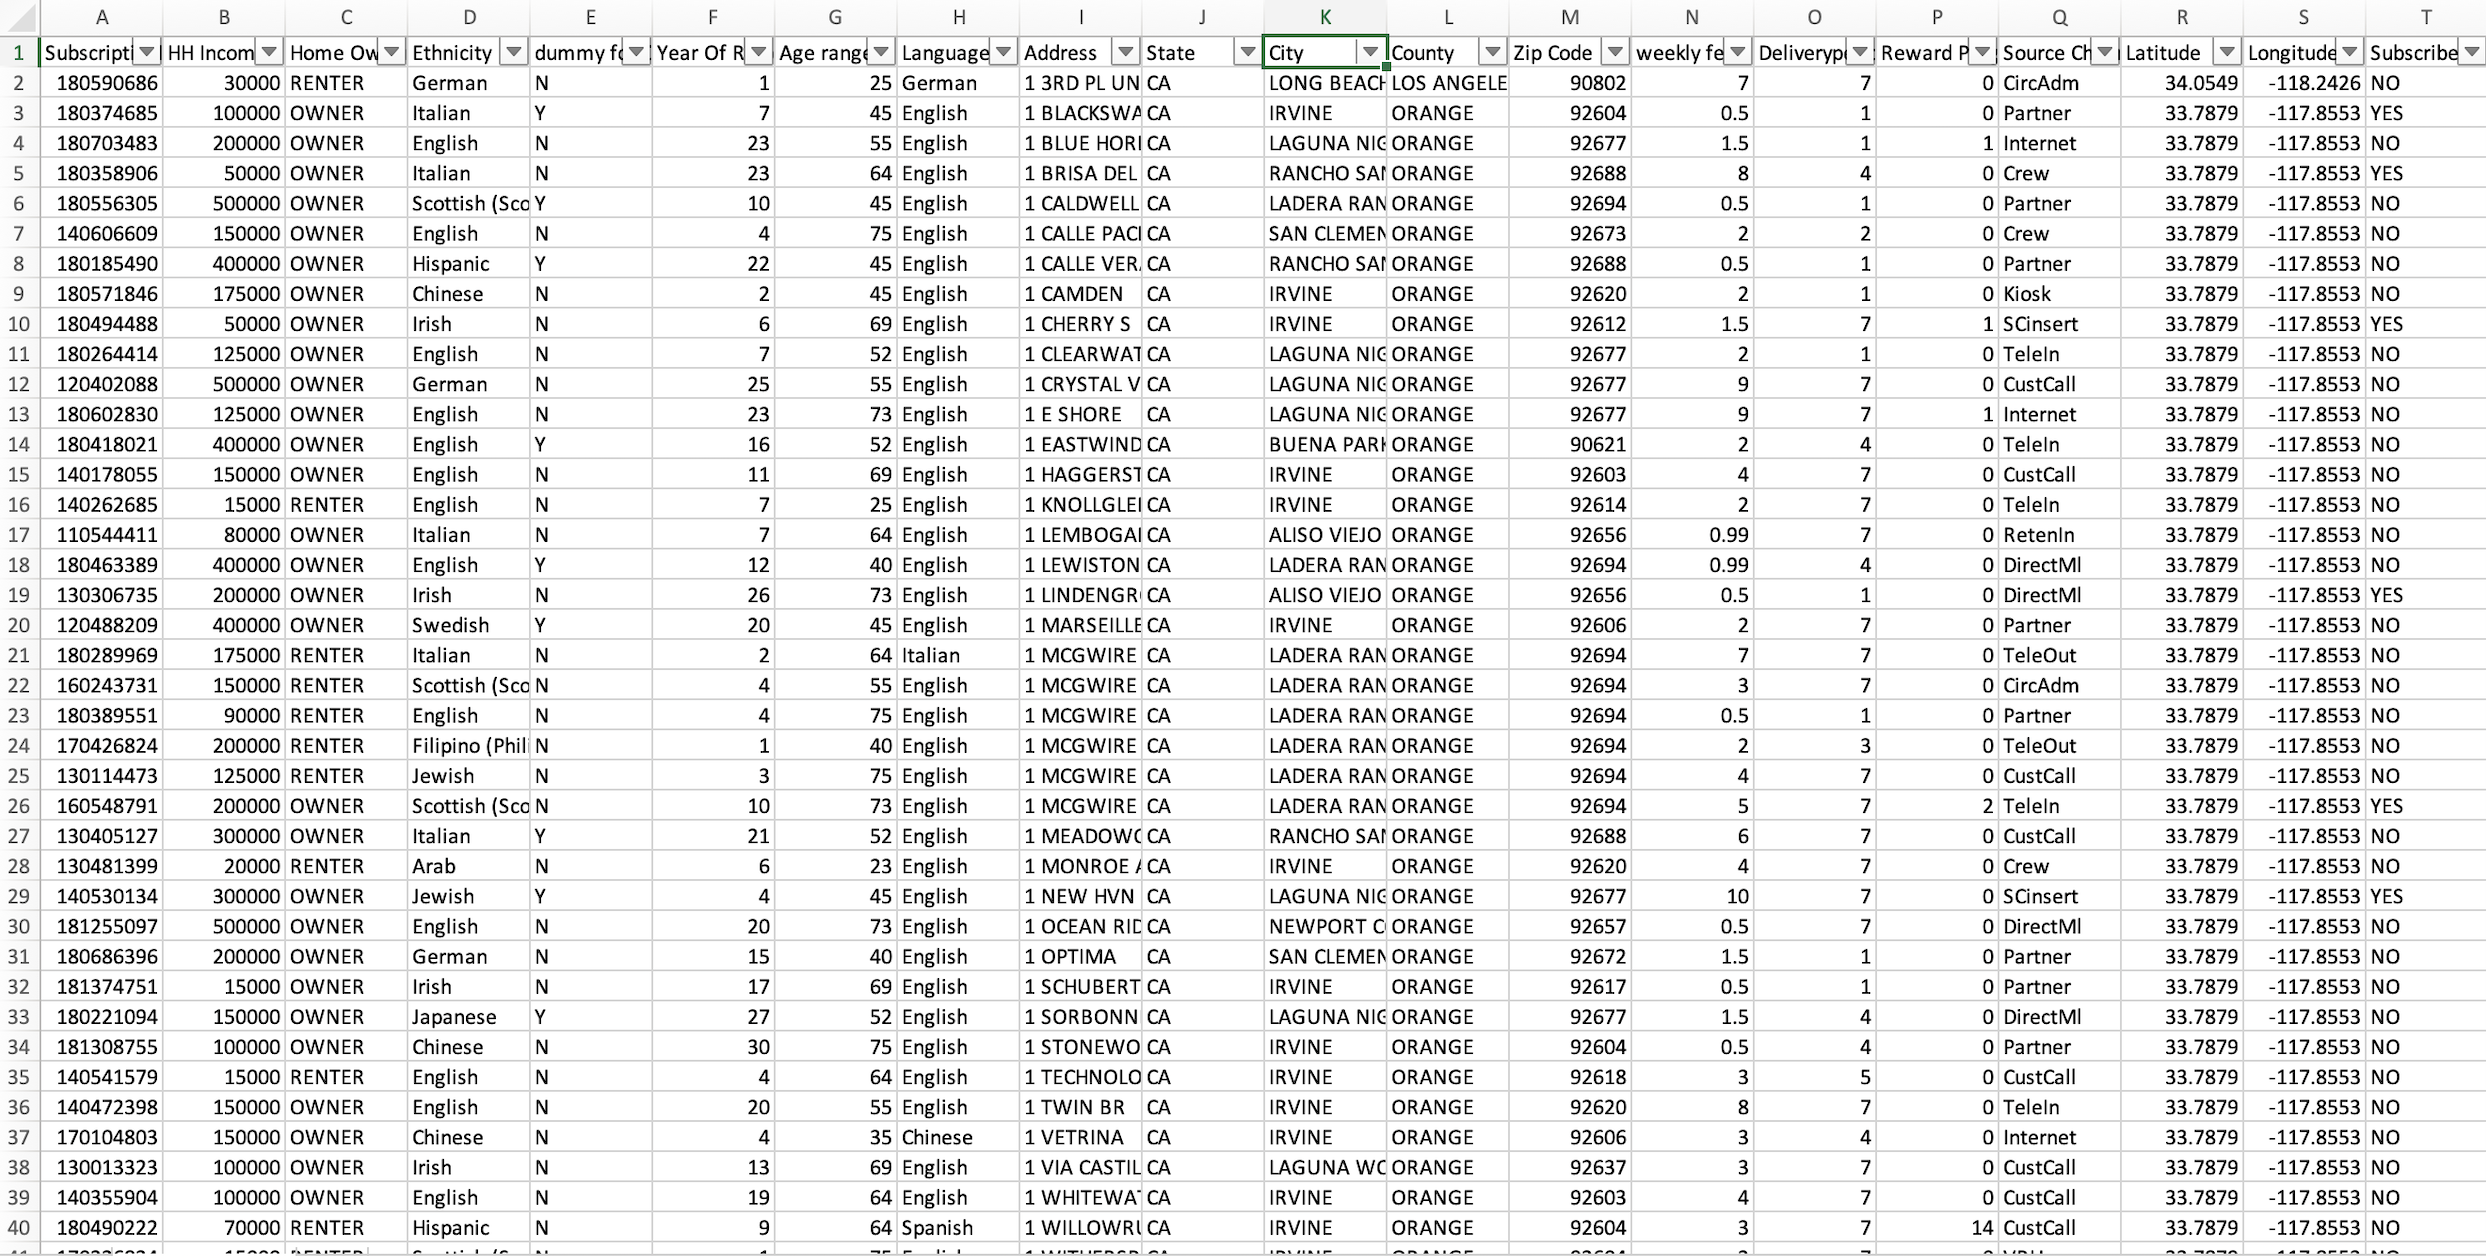 A B C D E F G H I J K L M N O P Q R S T
1 Subscripti HH Incom Home Ow Ethnicity dummy fo Year Of R Age range Language Address State City County Zip Code weekly fe Deliveryp Reward P Source Ch Latitude Longitude Subscribe
2 180590686 30000 RENTER German N 1 25 German 1 3RD PL UN CA LONG BEACH LOS ANGELE 90802 7 7 0 CircAdm 34.0549 -118.2426 NO
3 180374685 100000 OWNER Italian Y 7 45 English 1 BLACKSWA CA IRVINE ORANGE 92604 0.5 1 0 Partner 33.7879 -117.8553 YES
4 180703483 200000 OWNER English N 23 55 English 1 BLUE HORI CA LAGUNA NIG ORANGE 92677 1.5 1 1 Internet 33.7879 -117.8553 NO
5 180358906 50000 OWNER Italian N 23 64 English 1 BRISA DEL CA RANCHO SAN ORANGE 92688 8 4 0 Crew 33.7879 -117.8553 YES
6 180556305 500000 OWNER Scottish (Sco Y 10 45 English 1 CALDWELL CA LADERA RAN ORANGE 92694 0.5 1 0 Partner 33.7879 -117.8553 NO
7 140606609 150000 OWNER English N 4 75 English 1 CALLE PACI CA SAN CLEMEN ORANGE 92673 2 2 0 Crew 33.7879 -117.8553 NO
8 180185490 400000 OWNER Hispanic Y 22 45 English 1 CALLE VER CA RANCHO SAN ORANGE 92688 0.5 1 0 Partner 33.7879 -117.8553 NO
9 180571846 175000 OWNER Chinese N 2 45 English 1 CAMDEN CA IRVINE ORANGE 92620 2 1 0 Kiosk 33.7879 -117.8553 NO
10 180494488 50000 OWNER Irish N 6 69 English 1 CHERRY S CA IRVINE ORANGE 92612 1.5 7 1 SCinsert 33.7879 -117.8553 YES
11 180264414 125000 OWNER English N 7 52 English 1 CLEARWAT CA LAGUNA NIG ORANGE 92677 2 1 0 TeleIn 33.7879 -117.8553 NO
12 120402088 500000 OWNER German N 25 55 English 1 CRYSTAL V CA LAGUNA NIG ORANGE 92677 9 7 0 CustCall 33.7879 -117.8553 NO
13 180602830 125000 OWNER English N 23 73 English 1 E SHORE CA LAGUNA NIG ORANGE 92677 9 7 1 Internet 33.7879 -117.8553 NO
14 180418021 400000 OWNER English Y 16 52 English 1 EASTWIND CA BUENA PARK ORANGE 90621 2 4 0 TeleIn 33.7879 -117.8553 NO
15 140178055 150000 OWNER English N 11 69 English 1 HAGGERST CA IRVINE ORANGE 92603 4 7 0 CustCall 33.7879 -117.8553 NO
16 140262685 15000 RENTER English N 7 25 English 1 KNOLLGLE CA IRVINE ORANGE 92614 2 7 0 TeleIn 33.7879 -117.8553 NO
17 110544411 80000 OWNER Italian N 7 64 English 1 LEMBOGA CA ALISO VIEJO ORANGE 92656 0.99 7 0 RetenIn 33.7879 -117.8553 NO
18 180463389 400000 OWNER English Y 12 40 English 1 LEWISTON CA LADERA RAN ORANGE 92694 0.99 4 0 DirectMl 33.7879 -117.8553 NO
19 130306735 200000 OWNER Irish N 26 73 English 1 LINDENGR CA ALISO VIEJO ORANGE 92656 0.5 1 0 DirectMl 33.7879 -117.8553 YES
20 120488209 400000 OWNER Swedish Y 20 45 English 1 MARSEILLE CA IRVINE ORANGE 92606 2 7 0 Partner 33.7879 -117.8553 NO
21 180289969 175000 RENTER Italian N 2 64 Italian 1 MCGWIRE CA LADERA RAN ORANGE 92694 7 7 0 TeleOut 33.7879 -117.8553 NO
22 160243731 150000 RENTER Scottish (Sco N 4 55 English 1 MCGWIRE CA LADERA RAN ORANGE 92694 3 7 0 CircAdm 33.7879 -117.8553 NO
23 180389551 90000 RENTER English N 4 75 English 1 MCGWIRE CA LADERA RAN ORANGE 92694 0.5 1 0 Partner 33.7879 -117.8553 NO
24 170426824 200000 RENTER Filipino (Phili N 1 40 English 1 MCGWIRE CA LADERA RAN ORANGE 92694 2 3 0 TeleOut 33.7879 -117.8553 NO
25 130114473 125000 RENTER Jewish N 3 75 English 1 MCGWIRE CA LADERA RAN ORANGE 92694 4 7 0 CustCall 33.7879 -117.8553 NO
26 160548791 200000 OWNER Scottish (Sco N 10 73 English 1 MCGWIRE CA LADERA RAN ORANGE 92694 5 7 2 TeleIn 33.7879 -117.8553 YES
27 130405127 300000 OWNER Italian Y 21 52 English 1 MEADOWC CA RANCHO SAN ORANGE 92688 6 7 0 CustCall 33.7879 -117.8553 NO
28 130481399 20000 RENTER Arab N 6 23 English 1 MONROE A CA IRVINE ORANGE 92620 4 7 0 Crew 33.7879 -117.8553 NO
29 140530134 300000 OWNER Jewish Y 4 45 English 1 NEW HVN CA LAGUNA NIG ORANGE 92677 10 7 0 SCinsert 33.7879 -117.8553 YES
30 181255097 500000 OWNER English N 20 73 English 1 OCEAN RID CA NEWPORT C ORANGE 92657 0.5 7 0 DirectMl 33.7879 -117.8553 NO
31 180686396 200000 OWNER German N 15 40 English 1 OPTIMA CA SAN CLEMEN ORANGE 92672 1.5 1 0 Partner 33.7879 -117.8553 NO
32 181374751 15000 OWNER Irish N 17 69 English 1 SCHUBERT CA IRVINE ORANGE 92617 0.5 1 0 Partner 33.7879 -117.8553 NO
33 180221094 150000 OWNER Japanese Y 27 52 English 1 SORBONN CA LAGUNA NIG ORANGE 92677 1.5 4 0 DirectMl 33.7879 -117.8553 NO
34 181308755 100000 OWNER Chinese N 30 75 English 1 STONEWO CA IRVINE ORANGE 92604 0.5 4 0 Partner 33.7879 -117.8553 NO
35 140541579 15000 RENTER English N 4 64 English 1 TECHNOLO CA IRVINE ORANGE 92618 3 5 0 CustCall 33.7879 -117.8553 NO
36 140472398 150000 OWNER English N 20 55 English 1 TWIN BR CA IRVINE ORANGE 92620 8 7 0 TeleIn 33.7879 -117.8553 NO
37 170104803 150000 OWNER Chinese N 4 35 Chinese 1 VETRINA CA IRVINE ORANGE 92606 3 4 0 Internet 33.7879 -117.8553 NO
38 130013323 100000 OWNER Irish N 13 69 English 1 VIA CASTIL CA LAGUNA WO ORANGE 92637 3 7 0 CustCall 33.7879 -117.8553 NO
39 140355904 100000 OWNER English N 19 64 English 1 WHITEWAT CA IRVINE ORANGE 92603 4 7 0 CustCall 33.7879 -117.8553 NO
40 180490222 70000 RENTER Hispanic N 9 64 Spanish 1 WILLOWRU CA IRVINE ORANGE 92604 3 7 14 CustCall 33.7879 -117.8553 NO